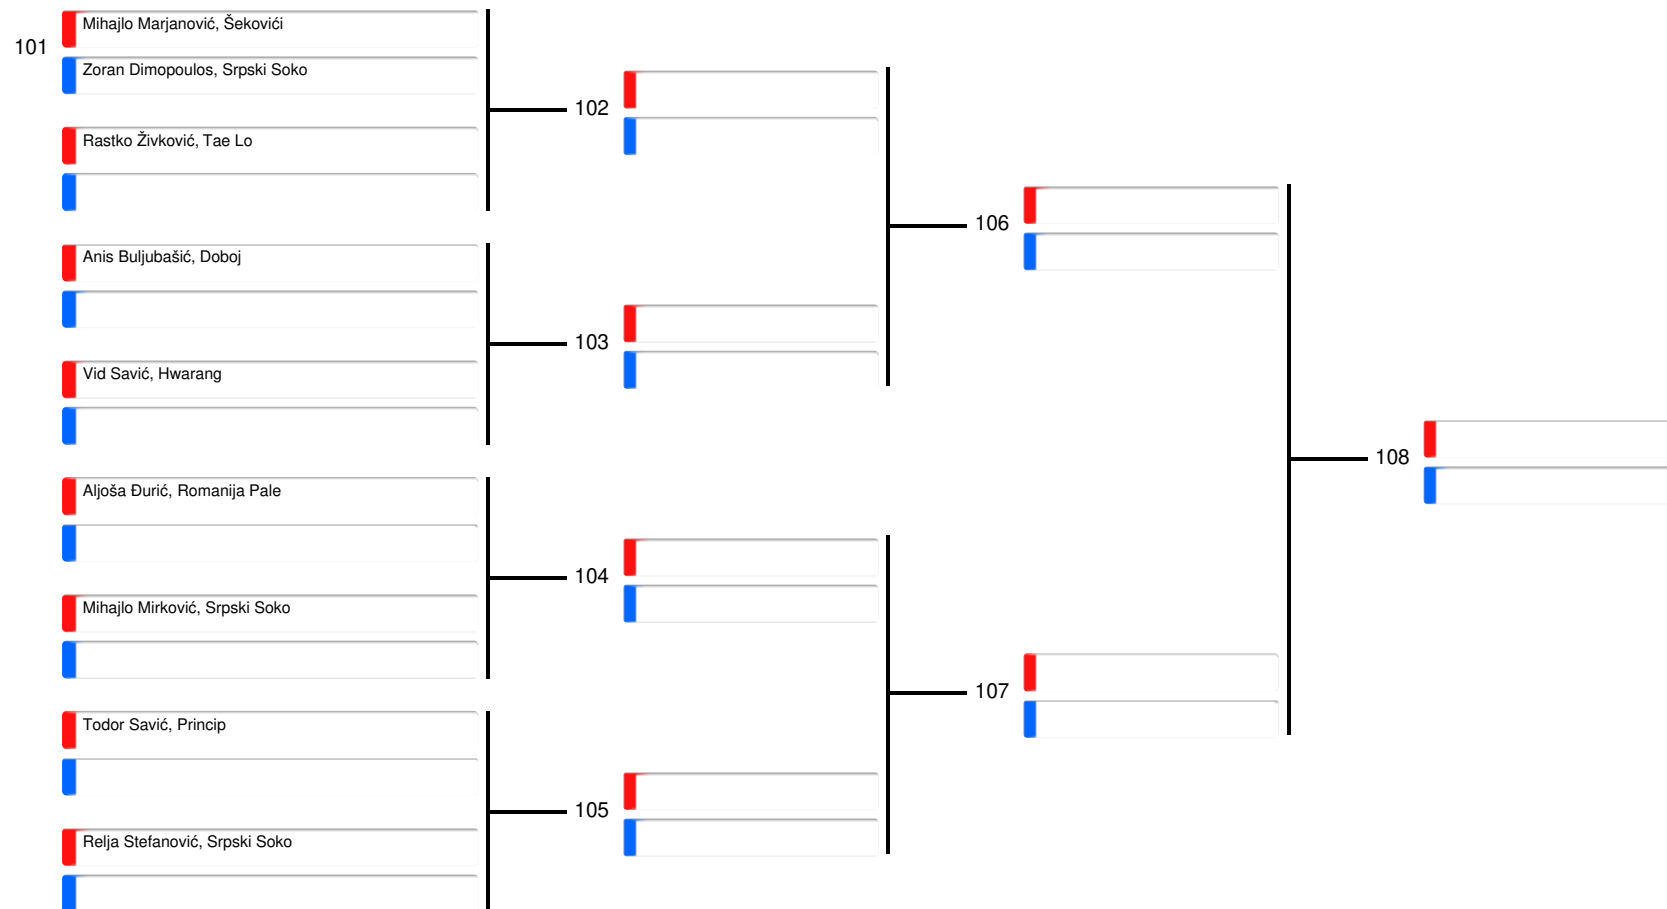 101
Mihajlo Marjanović, Šekovići
Zoran Dimopoulos, Srpski Soko
Rastko Živković, Tae Lo
Anis Buljubašić, Doboj
Vid Savić, Hwarang
Aljoša Đurić, Romanija Pale
Mihajlo Mirković, Srpski Soko
Todor Savić, Princip
Relja Stefanović, Srpski Soko
102
103
104
105
106
107
108